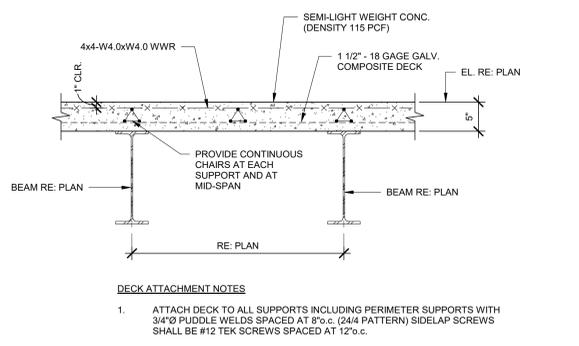 SEMI-LIGHT WEIGHT CONC.
(DENSITY 115 PCF)
4x4-W4.0xW4.0 WWR
1 1/2" - 18 GAGE GALV.
COMPOSITE DECK
1" CLR.
EL. RE: PLAN
5"
PROVIDE CONTINUOUS
CHAIRS AT EACH
SUPPORT AND AT
MID-SPAN
BEAM RE: PLAN
BEAM RE: PLAN
RE: PLAN
DECK ATTACHMENT NOTES
1. ATTACH DECK TO ALL SUPPORTS INCLUDING PERIMETER SUPPORTS WITH
3/4"Ø PUDDLE WELDS SPACED AT 8"o.c. (24/4 PATTERN) SIDELAP SCREWS
SHALL BE #12 TEK SCREWS SPACED AT 12"o.c.